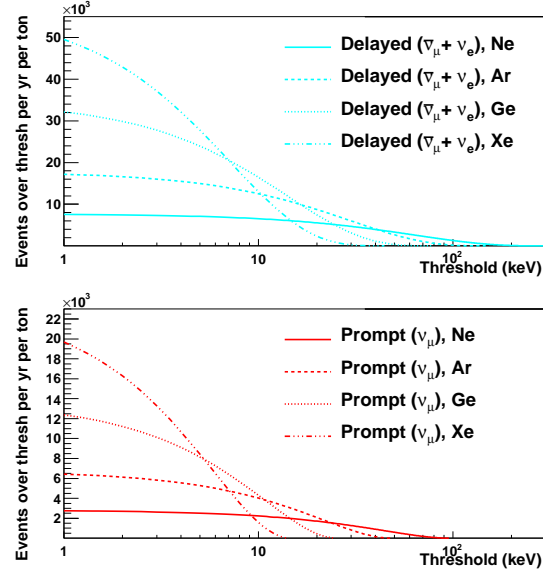 ×10³
Events over thresh per yr per ton
50
40
30
20
10
Delayed (ν̅μ+ νe), Ne
Delayed (ν̅μ+ νe), Ar
Delayed (ν̅μ+ νe), Ge
Delayed (ν̅μ+ νe), Xe
1
10
10²
Threshold (keV)
×10³
Events over thresh per yr per ton
22
20
18
16
14
12
10
8
6
4
2
Prompt (νμ), Ne
Prompt (νμ), Ar
Prompt (νμ), Ge
Prompt (νμ), Xe
1
10
10²
Threshold (keV)